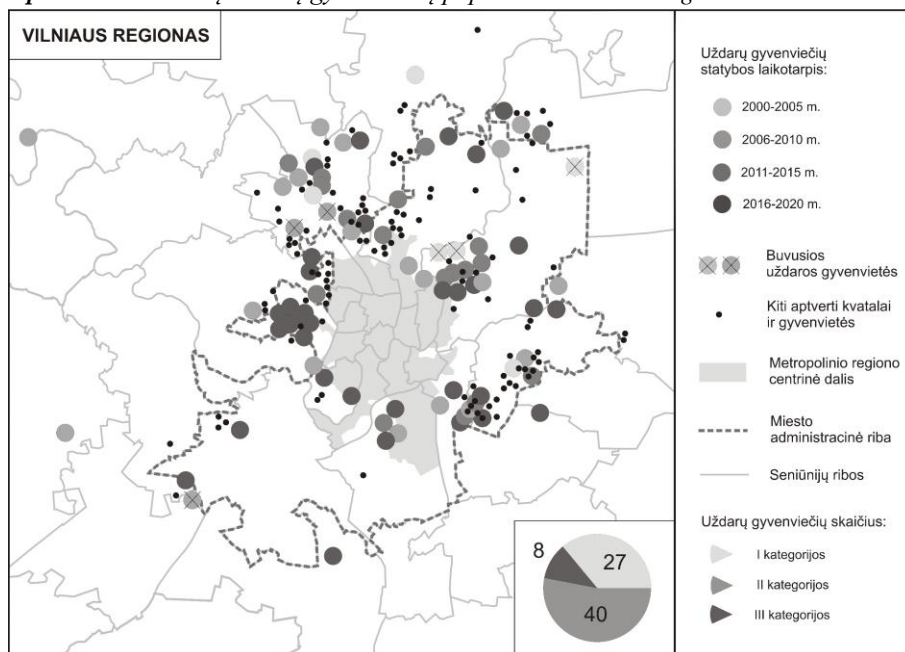 VILNIAUS REGIONAS
Uždarų gyvenviečių
statybos laikotarpis:
2000-2005 m.
2006-2010 m.
2011-2015 m.
2016-2020 m.
Buvusios
uždaros gyvenvietės
Kiti aptverti kvatalai
ir gyvenvietės
Metropolinio regiono
centrinė dalis
Miesto
administracinė riba
Seniūnijų ribos
Uždarų gyvenviečių skaičius:
I kategorijos
II kategorijos
III kategorijos
8
27
40